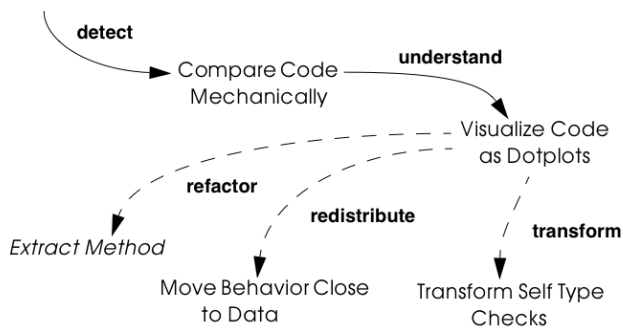 detect
understand
Compare Code
Mechanically
Visualize Code
as Dotplots
refactor
redistribute
transform
Extract Method
Move Behavior Close
to Data
Transform Self Type
Checks